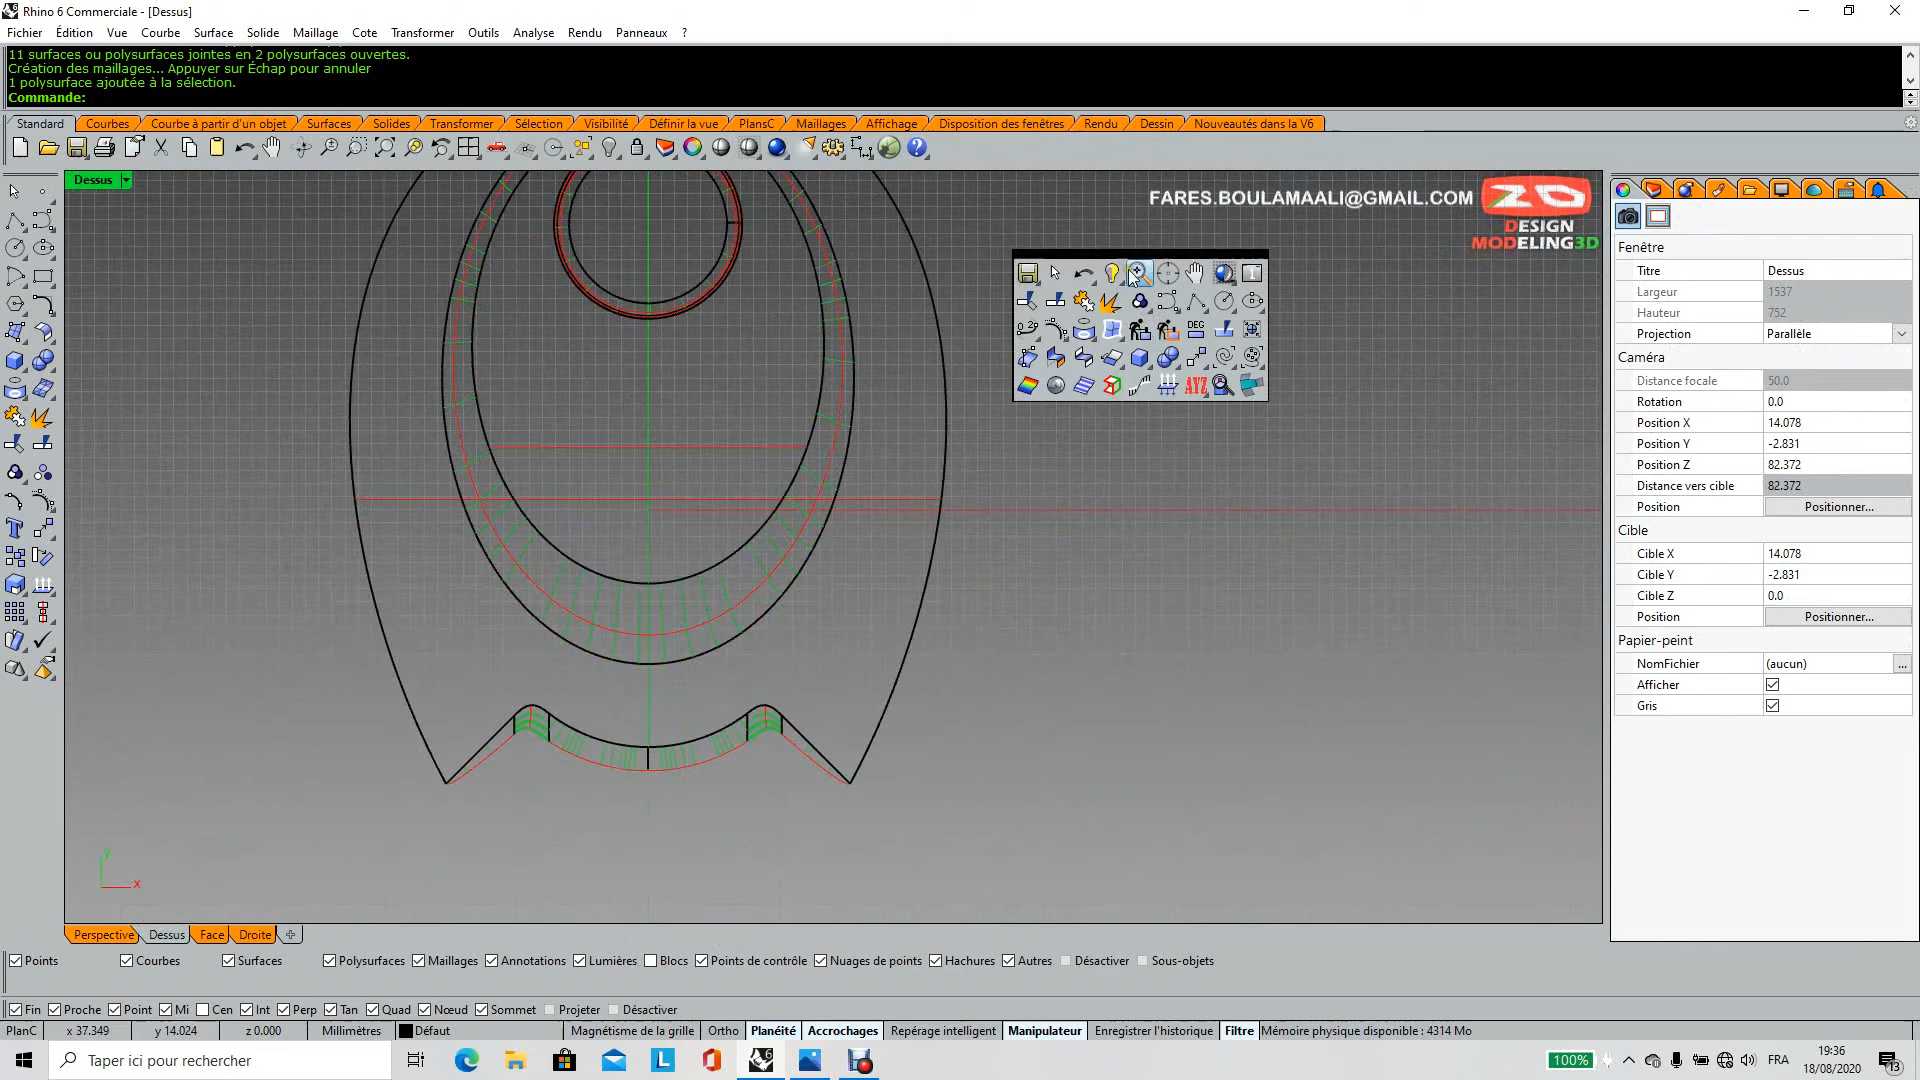 Rhino 6 Commerciale - [Dessus]
Fichier Édition Vue Courbe Surface Solide Maillage Cote Transformer Outils Analyse Rendu Panneaux ?
11 surfaces ou polysurfaces jointes en 2 polysurfaces ouvertes.
Création des maillages... Appuyer sur Échap pour annuler
1 polysurface ajoutée à la sélection.
Commande:
Standard Courbes Courbe à partir d'un objet Surfaces Solides Transformer Sélection Visibilité Définir la vue PlansC Maillages Affichage Disposition des fenêtres Rendu Dessin Nouveautés dans la V6
Dessus
FARES.BOULAMAALI@GMAIL.COM
DESIGN
MODELING3D
DEG
Fenêtre
Titre Dessus
Largeur 1537
Hauteur 752
Projection Parallèle
Caméra
Distance focale 50.0
Rotation 0.0
Position X 14.078
Position Y -2.831
Position Z 82.372
Distance vers cible 82.372
Position Positionner...
Cible
Cible X 14.078
Cible Y -2.831
Cible Z 0.0
Position Positionner...
Papier-peint
NomFichier (aucun) ...
Afficher
Gris
y
x
Perspective Dessus Face Droite
Points Courbes Surfaces Polysurfaces Maillages Annotations Lumières Blocs Points de contrôle Nuages de points Hachures Autres Désactiver Sous-objets
Fin Proche Point Mi Cen Int Perp Tan Quad Nœud Sommet Projeter Désactiver
PlanC x 37.349 y 14.024 z 0.000 Millimètres Défaut Magnétisme de la grille Ortho Planéité Accrochages Repérage intelligent Manipulateur Enregistrer l'historique Filtre Mémoire physique disponible : 4314 Mo
Taper ici pour rechercher
100%
FRA
19:36
18/08/2020
13